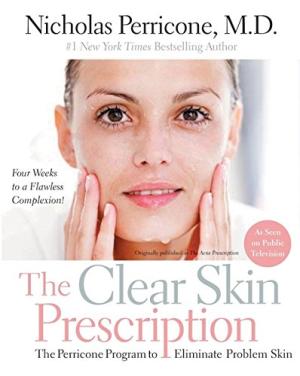 Nicholas Perricone, M.D.
#1 New York Times Bestselling Author
Four Weeks
to a Flawless
Complexion!
As Seen
on Public
Television
Originally published as The Acne Prescription
The Clear Skin
Prescription
The Perricone Program to Eliminate Problem Skin